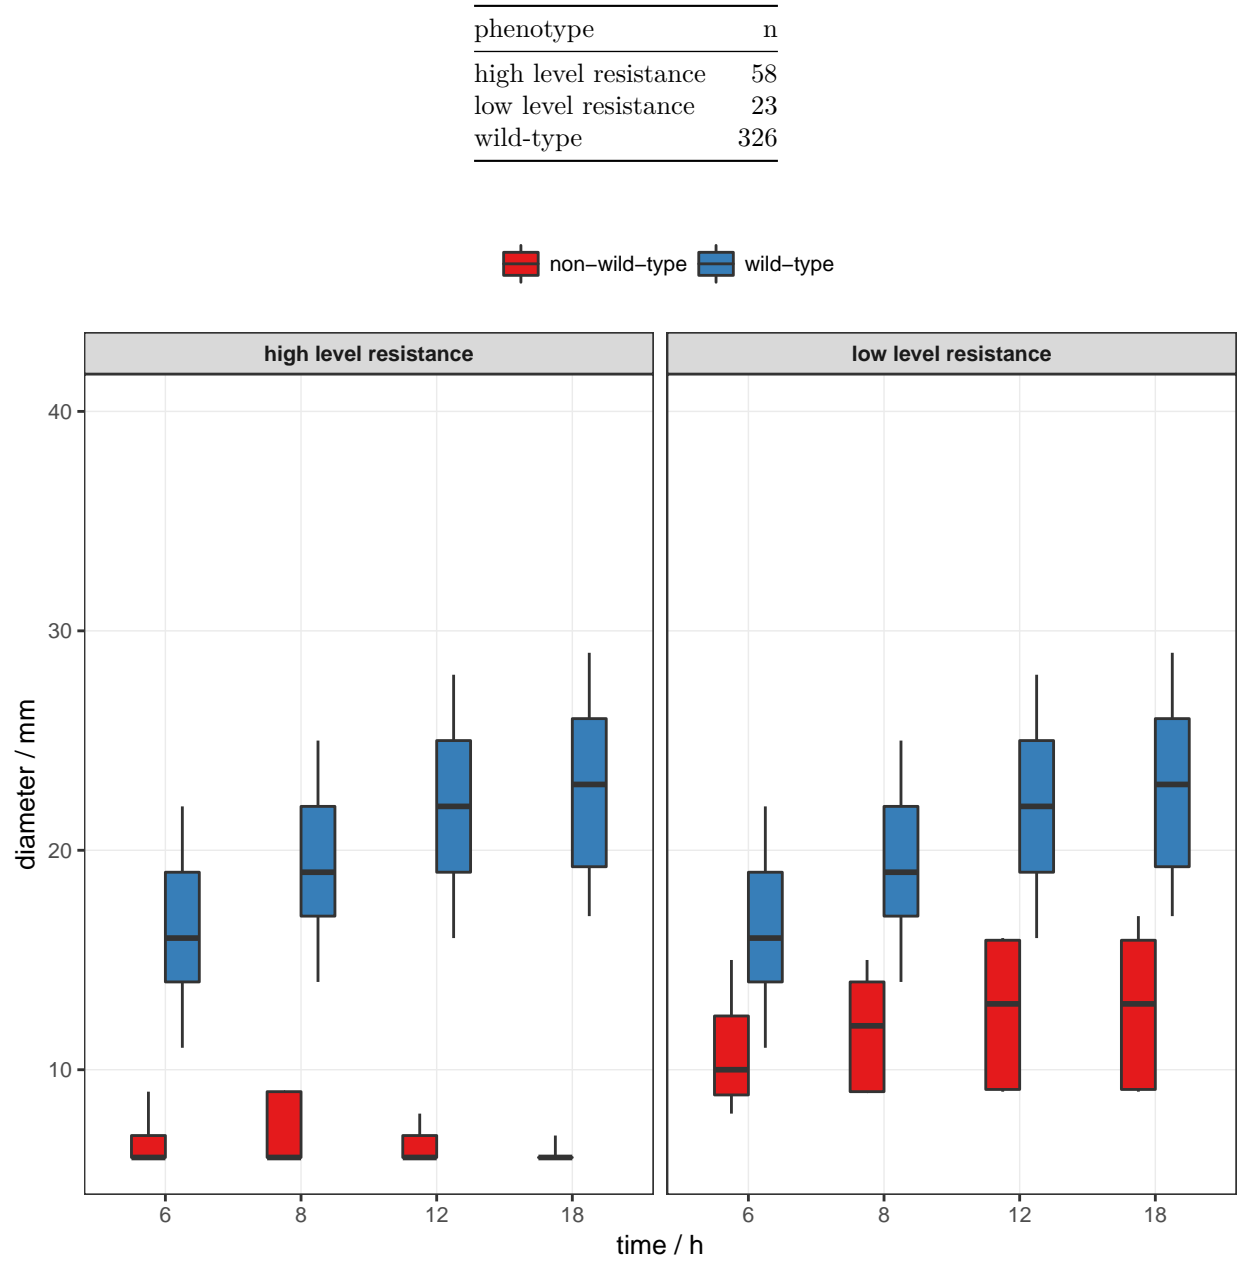 phenotype n
high level resistance 58
low level resistance 23
wild-type 326
non−wild−type wild−type
high level resistance low level resistance
40
30
20
10
diameter / mm
6 8 12 18 6 8 12 18
time / h